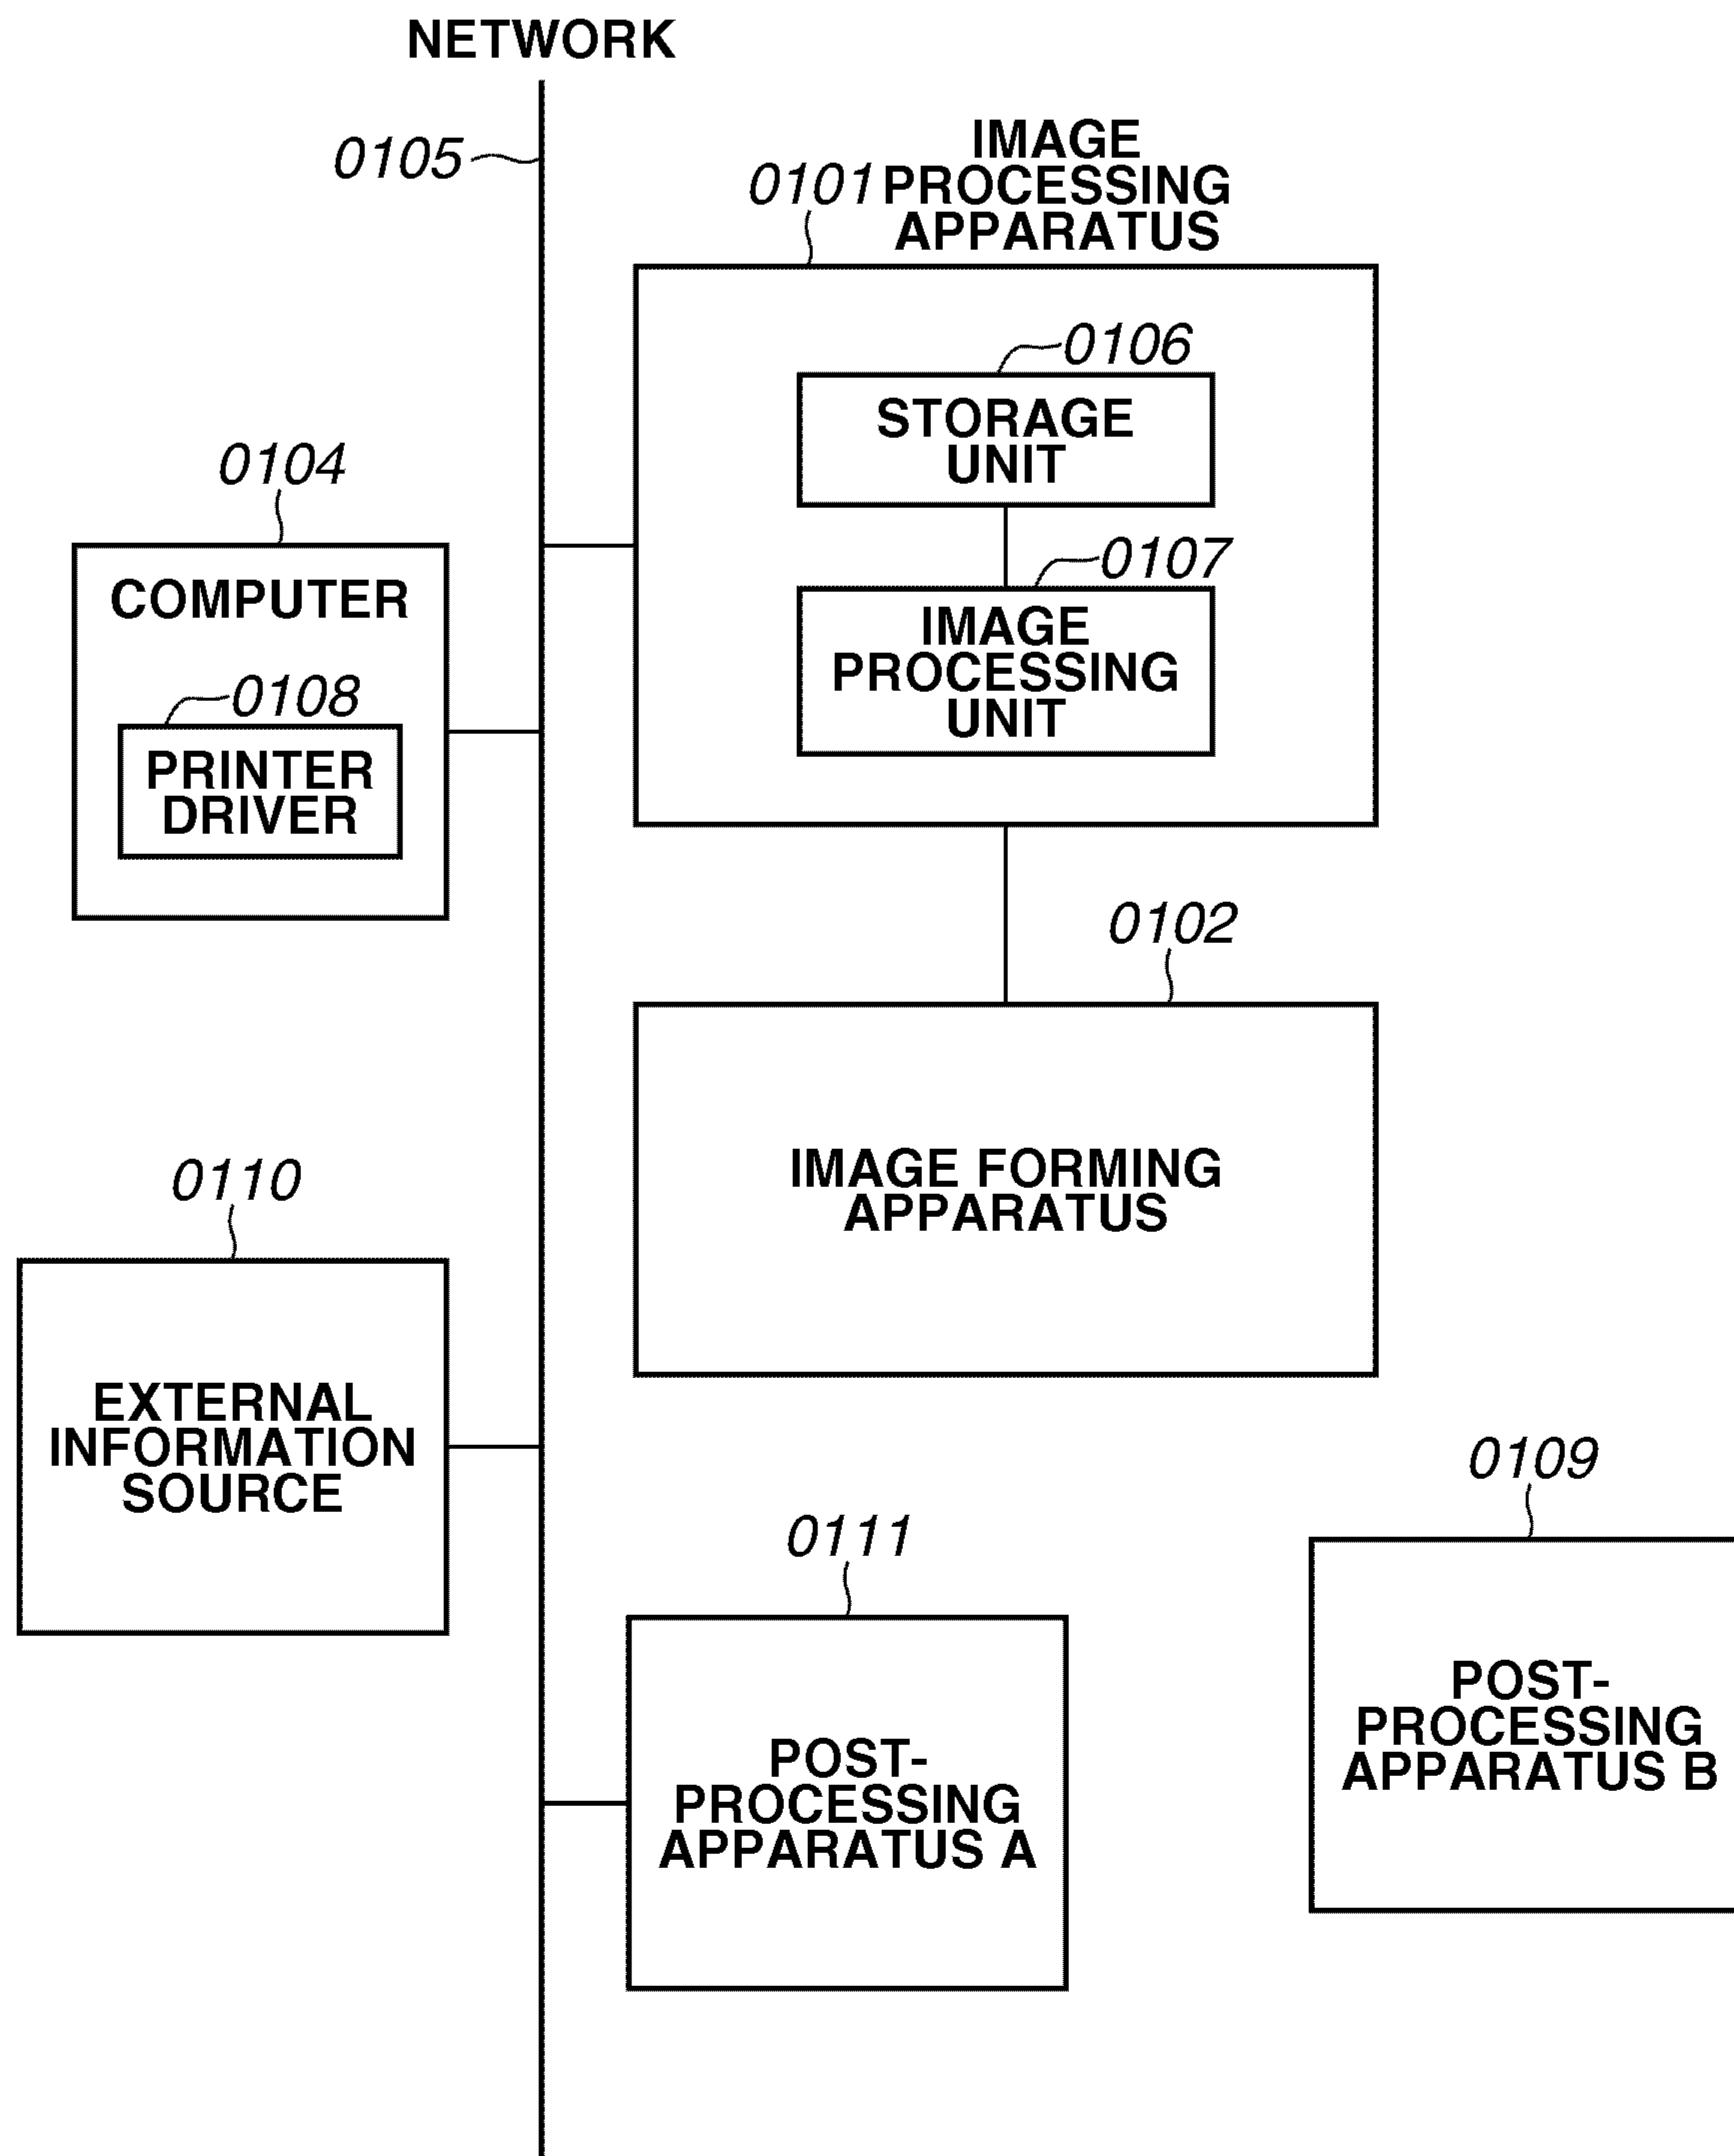 NETWORK
0105
IMAGE
0101 PROCESSING
APPARATUS
0106
STORAGE
UNIT
0104
0107
COMPUTER
IMAGE
PROCESSING
UNIT
0108
PRINTER
DRIVER
0102
IMAGE FORMING
APPARATUS
0110
EXTERNAL
INFORMATION
SOURCE
0109
0111
POST-
PROCESSING
APPARATUS B
POST-
PROCESSING
APPARATUS A